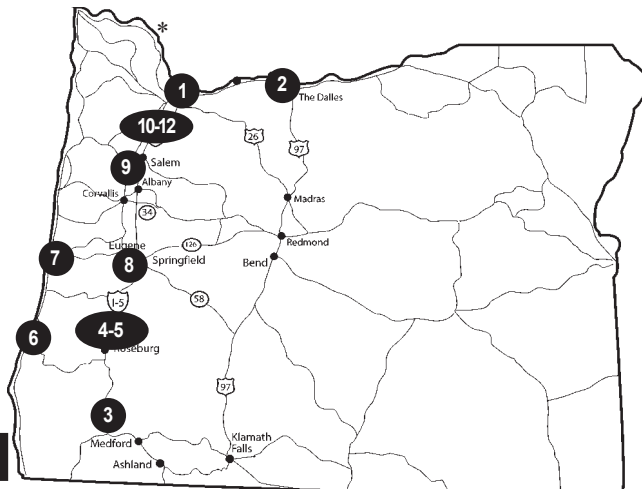 *
1
2
The Dalles
10-12
26
97
9
Salem
Albany
Corvallis
34
Madras
Redmond
7
Eugene
126
8
Springfield
Bend
I-5
58
6
4-5
Roseburg
97
3
Medford
Klamath
Falls
Ashland